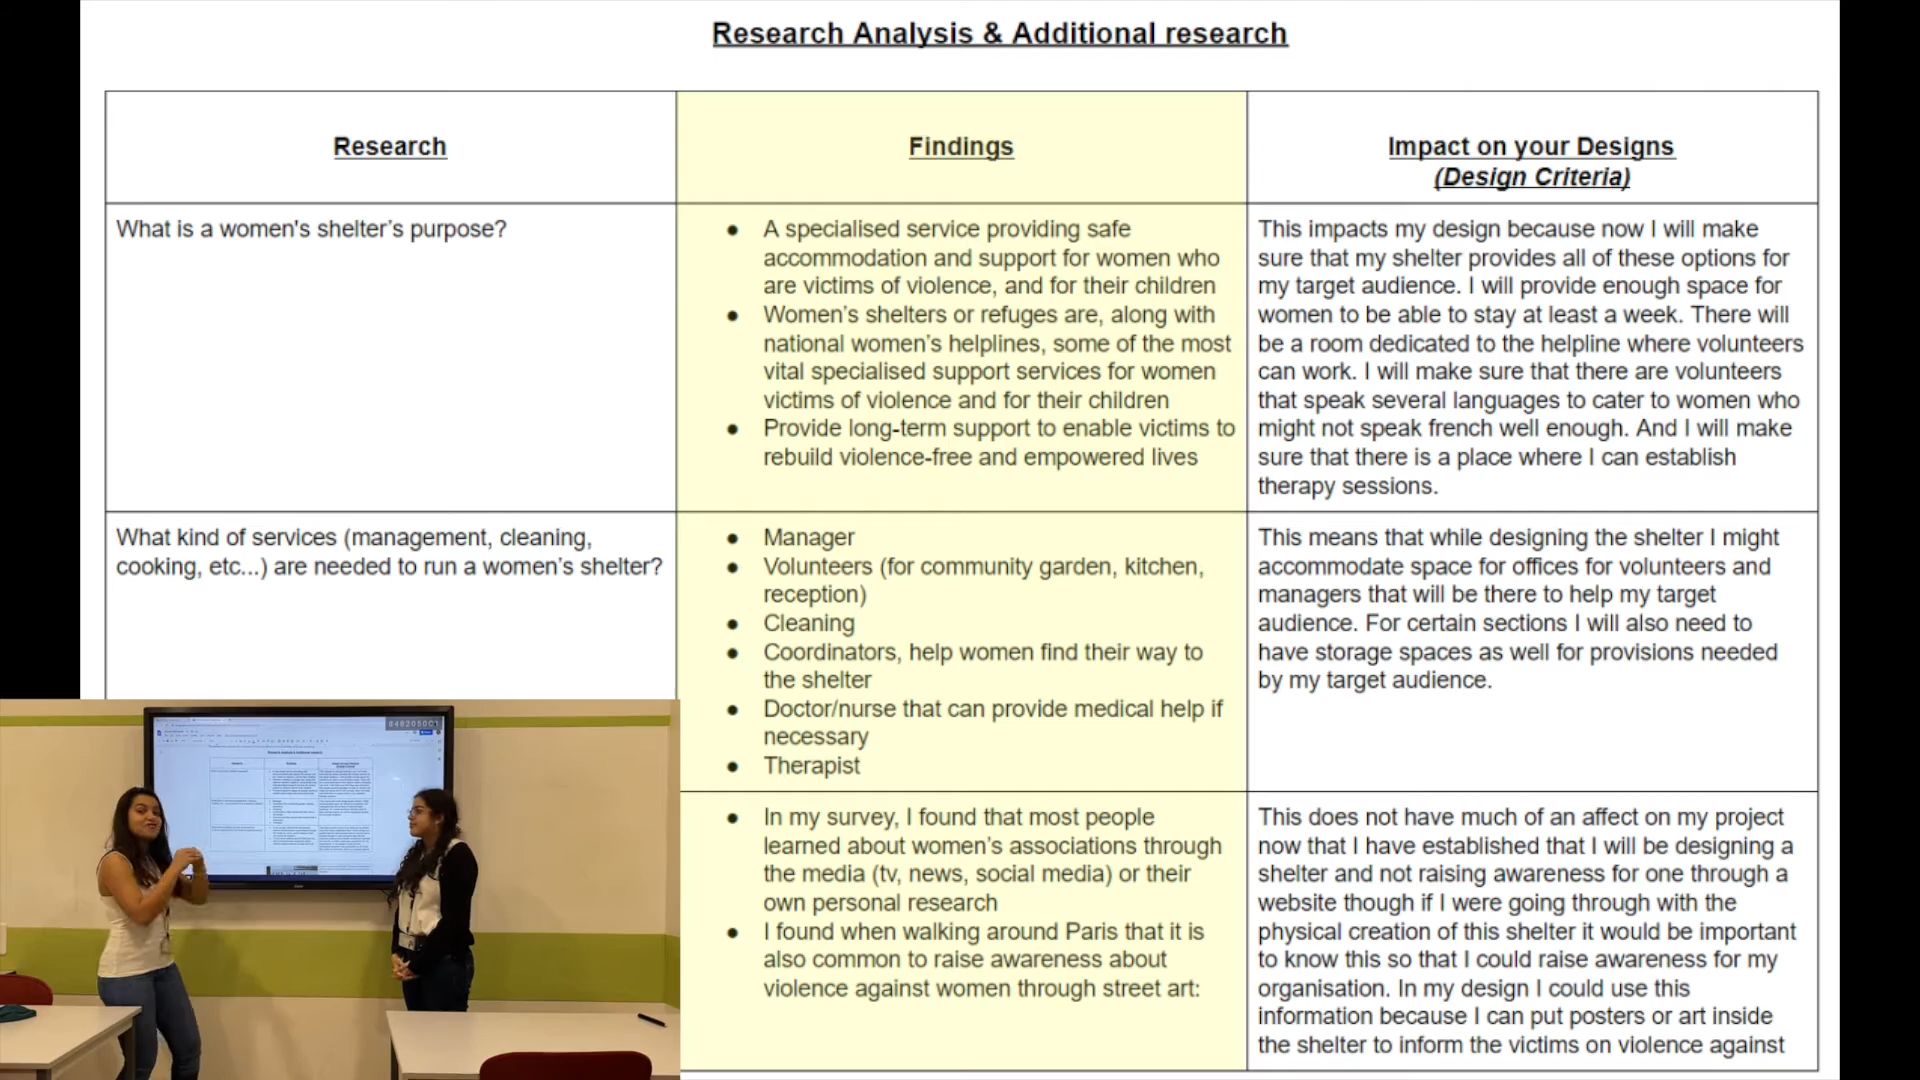 Research Analysis & Additional research
Research
Findings
Impact on your Designs
(Design Criteria)
What is a women's shelter’s purpose?
● A specialised service providing safe
accommodation and support for women who
are victims of violence, and for their children
● Women’s shelters or refuges are, along with
national women’s helplines, some of the most
vital specialised support services for women
victims of violence and for their children
● Provide long-term support to enable victims to
rebuild violence-free and empowered lives
This impacts my design because now I will make
sure that my shelter provides all of these options for
my target audience. I will provide enough space for
women to be able to stay at least a week. There will
be a room dedicated to the helpline where volunteers
can work. I will make sure that there are volunteers
that speak several languages to cater to women who
might not speak french well enough. And I will make
sure that there is a place where I can establish
therapy sessions.
What kind of services (management, cleaning,
cooking, etc...) are needed to run a women’s shelter?
● Manager
● Volunteers (for community garden, kitchen,
reception)
● Cleaning
● Coordinators, help women find their way to
the shelter
● Doctor/nurse that can provide medical help if
necessary
● Therapist
This means that while designing the shelter I might
accommodate space for offices for volunteers and
managers that will be there to help my target
audience. For certain sections I will also need to
have storage spaces as well for provisions needed
by my target audience.
● In my survey, I found that most people
learned about women’s associations through
the media (tv, news, social media) or their
own personal research
● I found when walking around Paris that it is
also common to raise awareness about
violence against women through street art:
This does not have much of an affect on my project
now that I have established that I will be designing a
shelter and not raising awareness for one through a
website though if I were going through with the
physical creation of this shelter it would be important
to know this so that I could raise awareness for my
organisation. In my design I could use this
information because I can put posters or art inside
the shelter to inform the victims on violence against